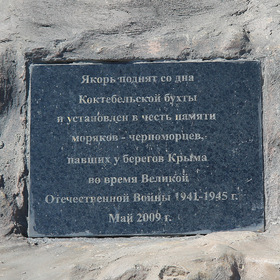 Якорь поднят со дна
Коктебельской бухты
и установлен в честь памяти
моряков - черноморцев,
павших у берегов Крыма
во время Великой
Отечественной Войны 1941-1945 г.
Май 2009 г.